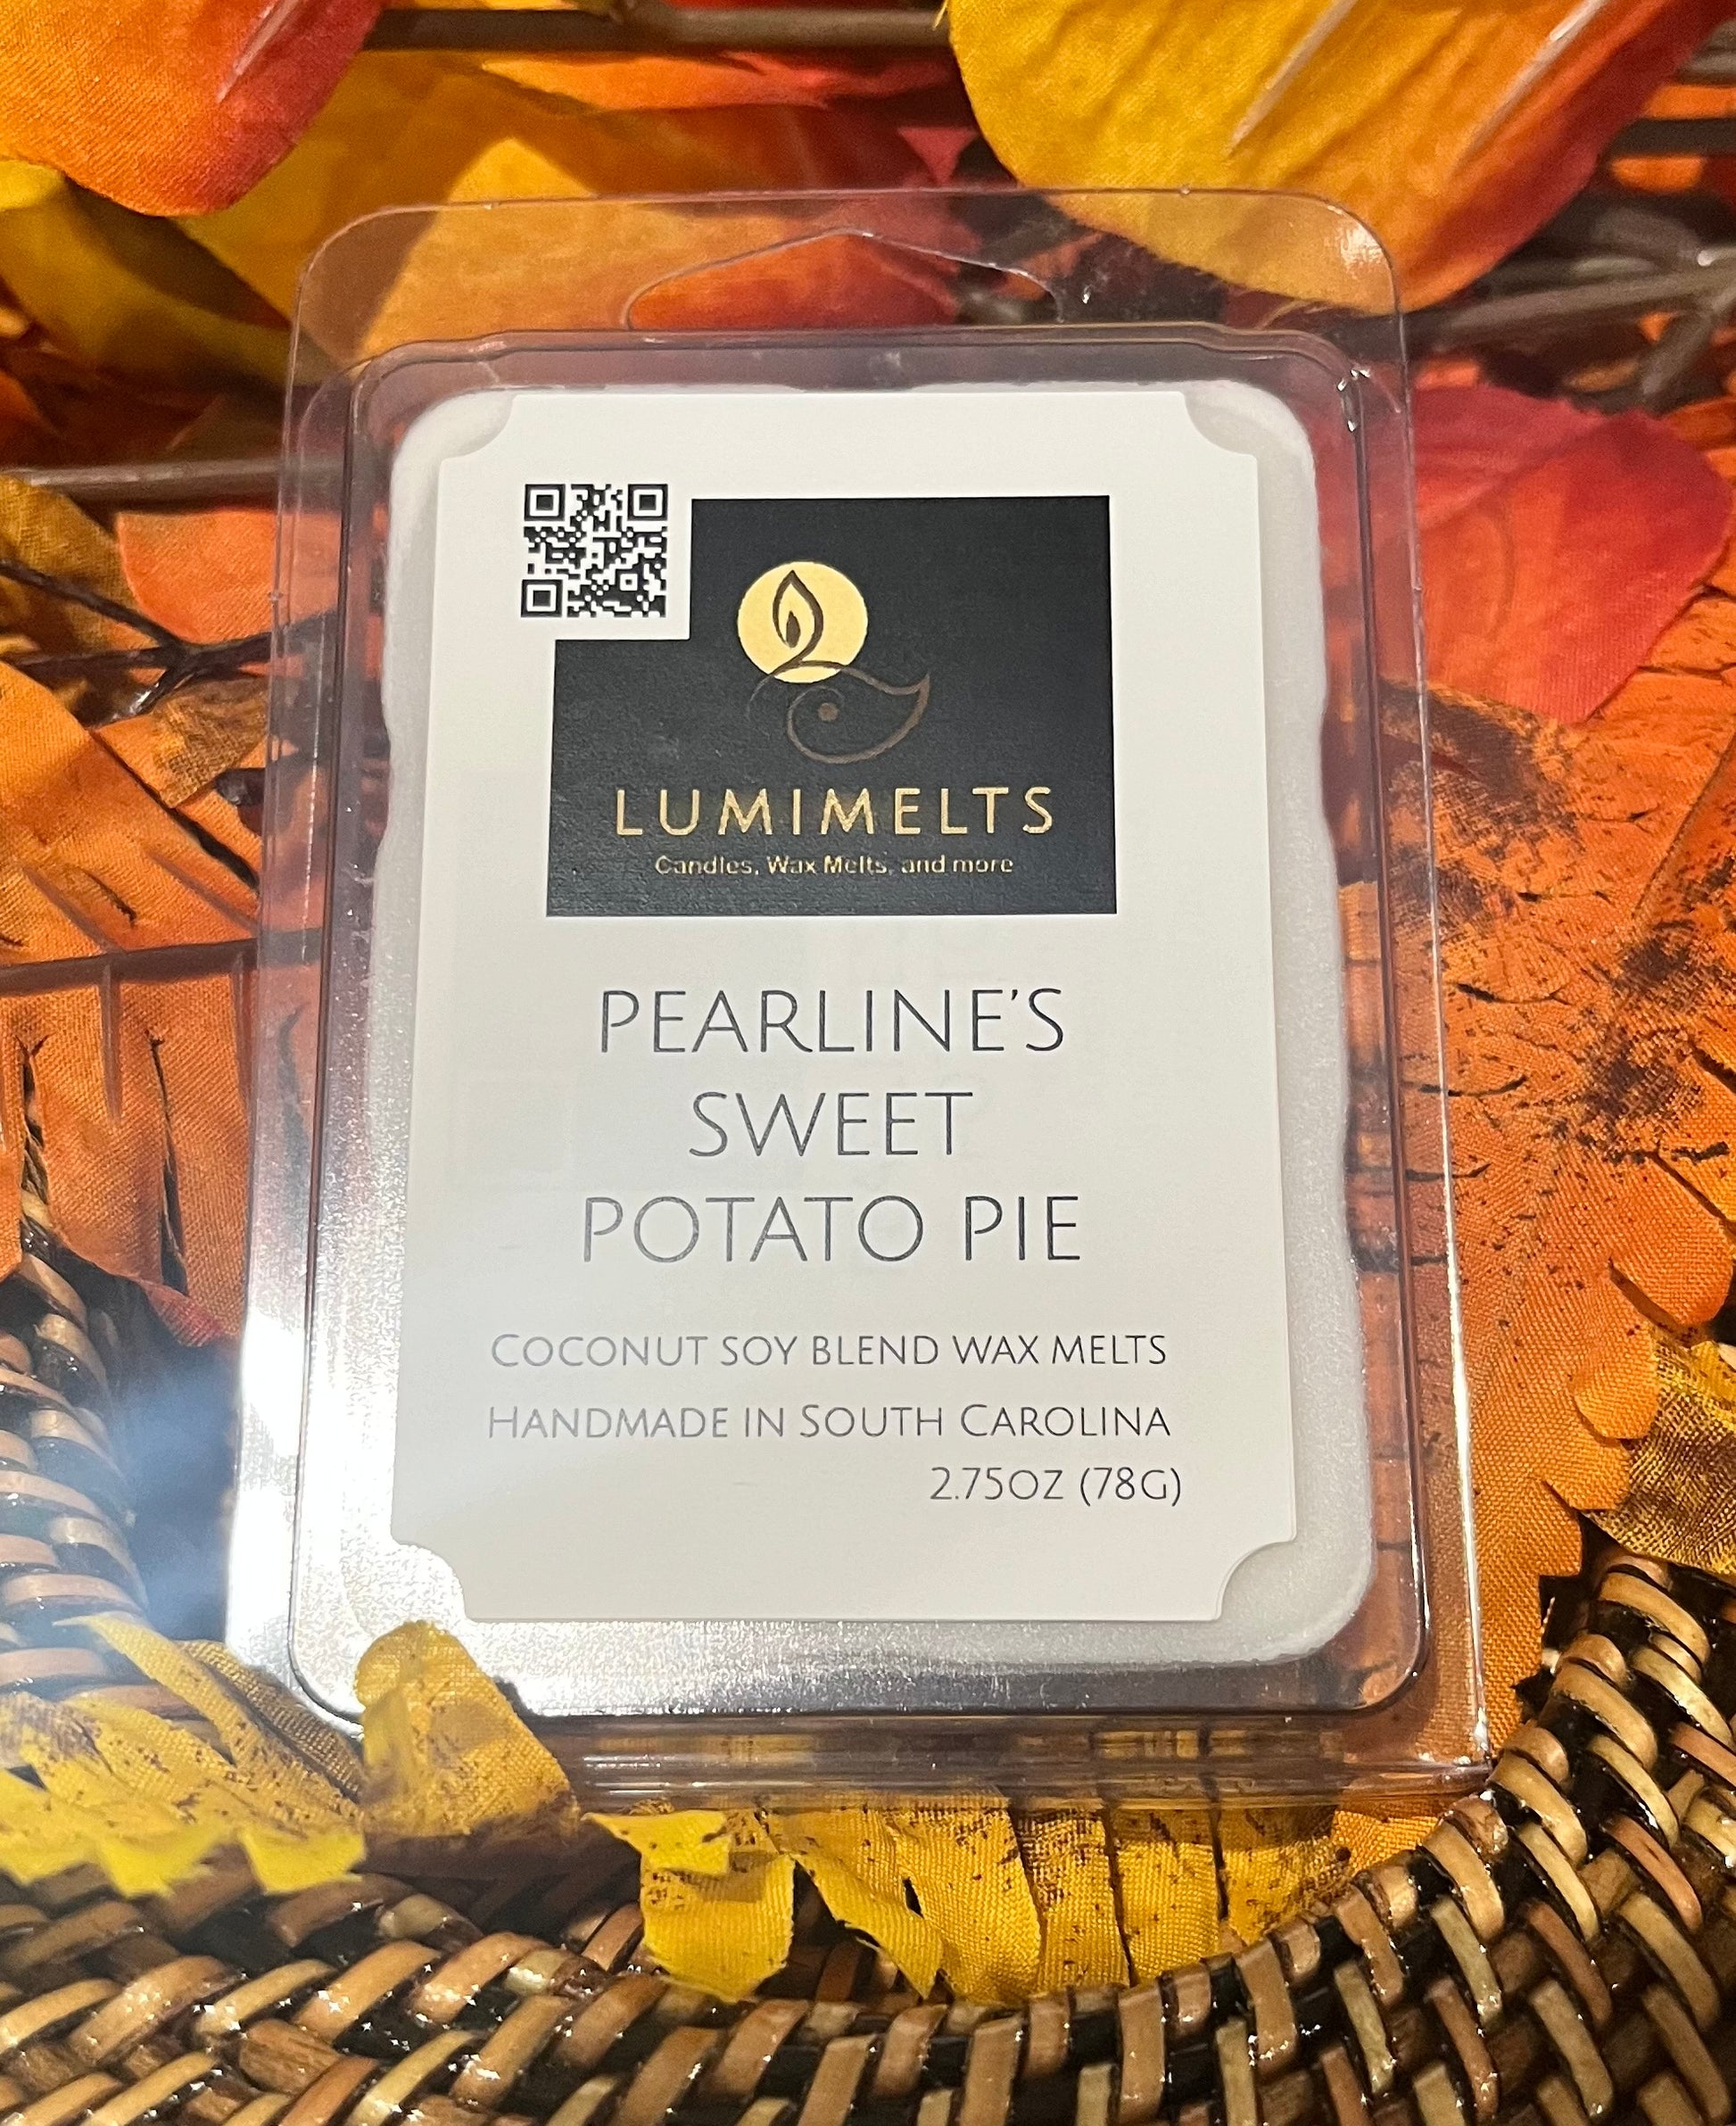 LUMIMELTS
Candles, Wax Melts, and more
PEARLINE'S
SWEET
POTATO PIE
COCONUT SOY BLEND WAX MELTS
HANDMADE IN SOUTH CAROLINA
2.75OZ (78G)